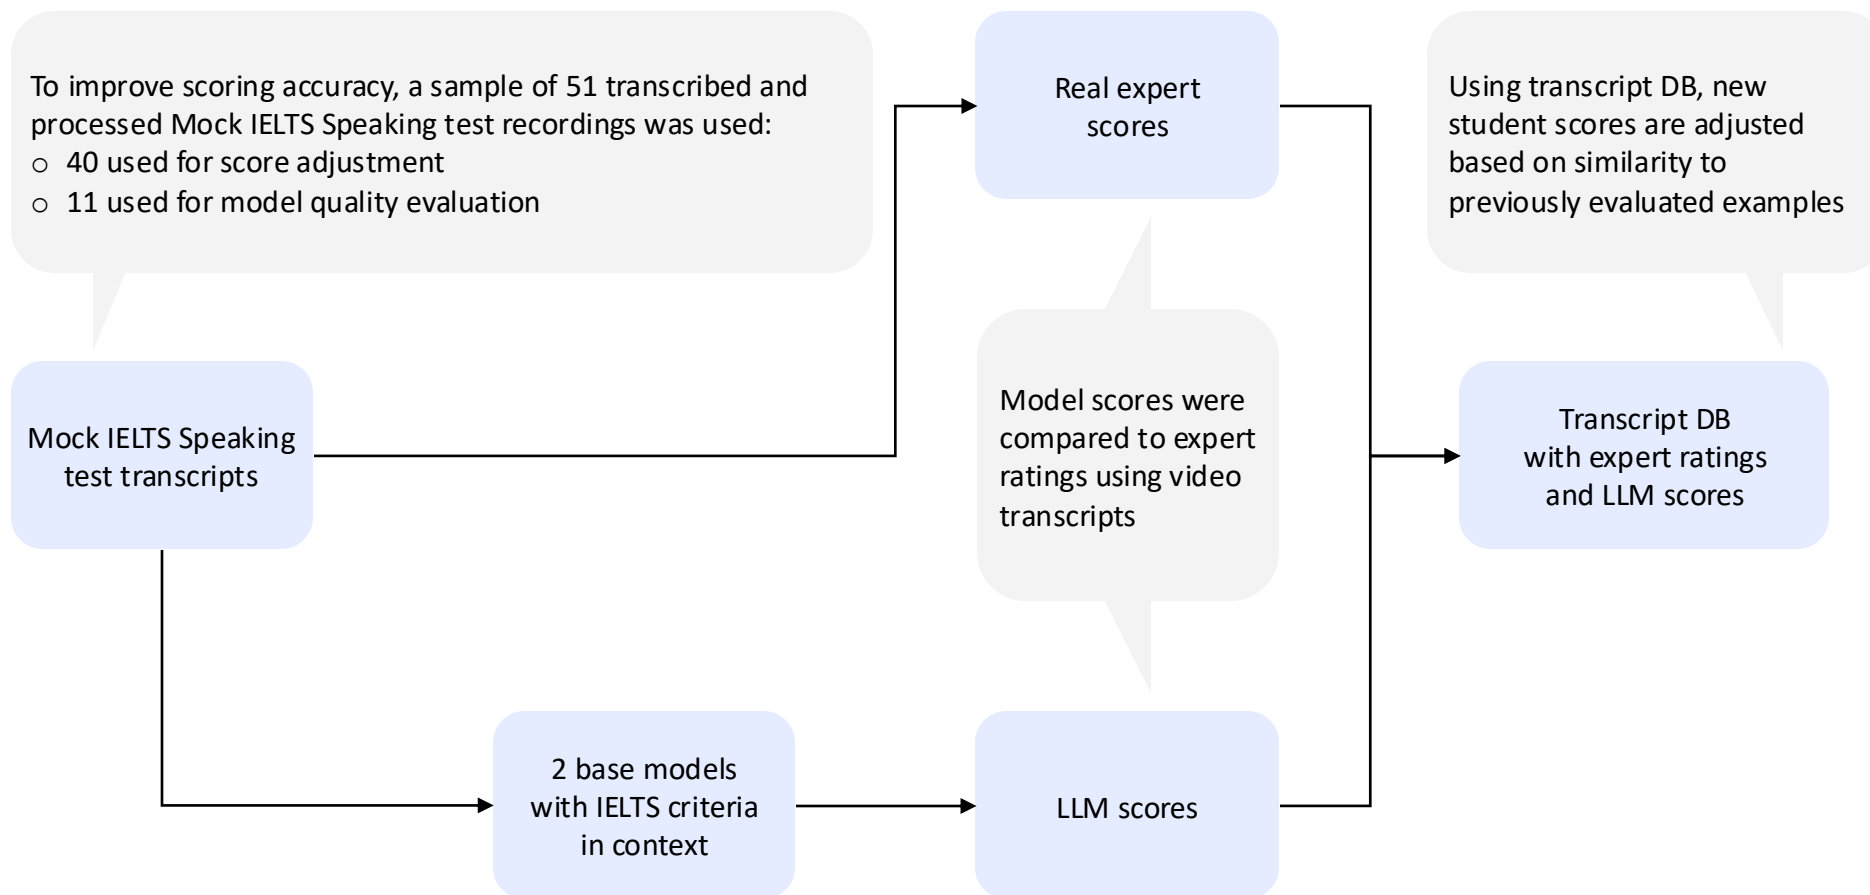 To improve scoring accuracy, a sample of 51 transcribed and
processed Mock IELTS Speaking test recordings was used:
o 40 used for score adjustment
o 11 used for model quality evaluation
Real expert
scores
Using transcript DB, new
student scores are adjusted
based on similarity to
previously evaluated examples
Mock IELTS Speaking
test transcripts
Model scores were
compared to expert
ratings using video
transcripts
Transcript DB
with expert ratings
and LLM scores
2 base models
with IELTS criteria
in context
LLM scores